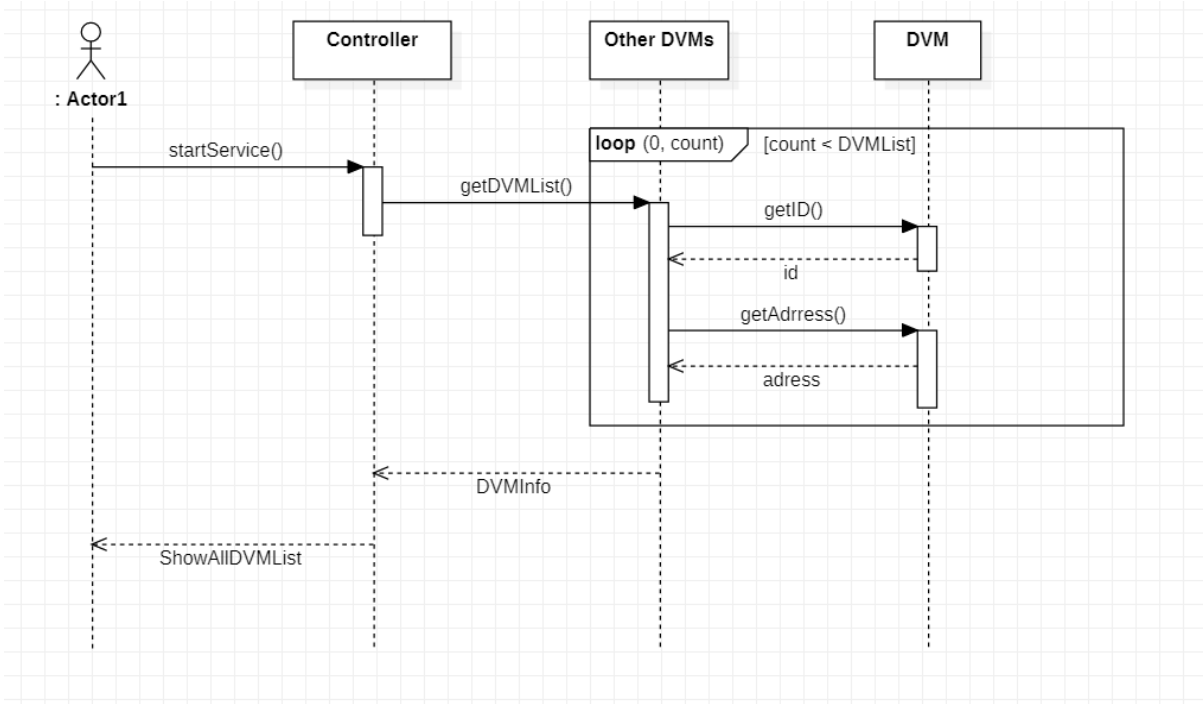 Controller
Other DVMs
DVM
: Actor1
loop (0, count)
[count < DVMList]
startService()
getDVMList()
getID()
id
getAdrress()
adress
DVMInfo
ShowAllDVMList